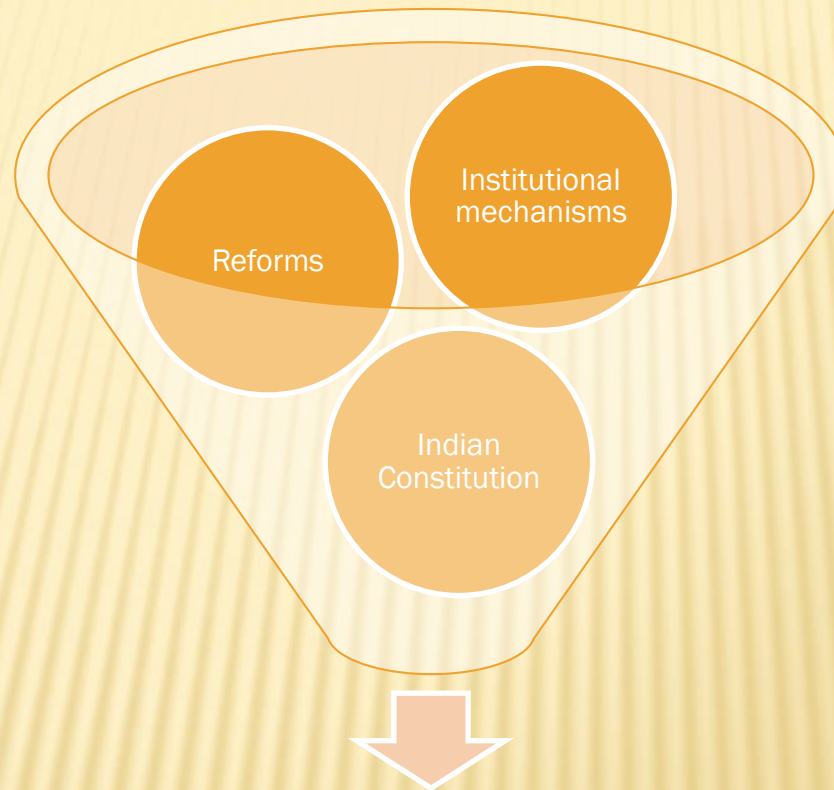 Institutional
mechanisms
Reforms
Indian
Constitution